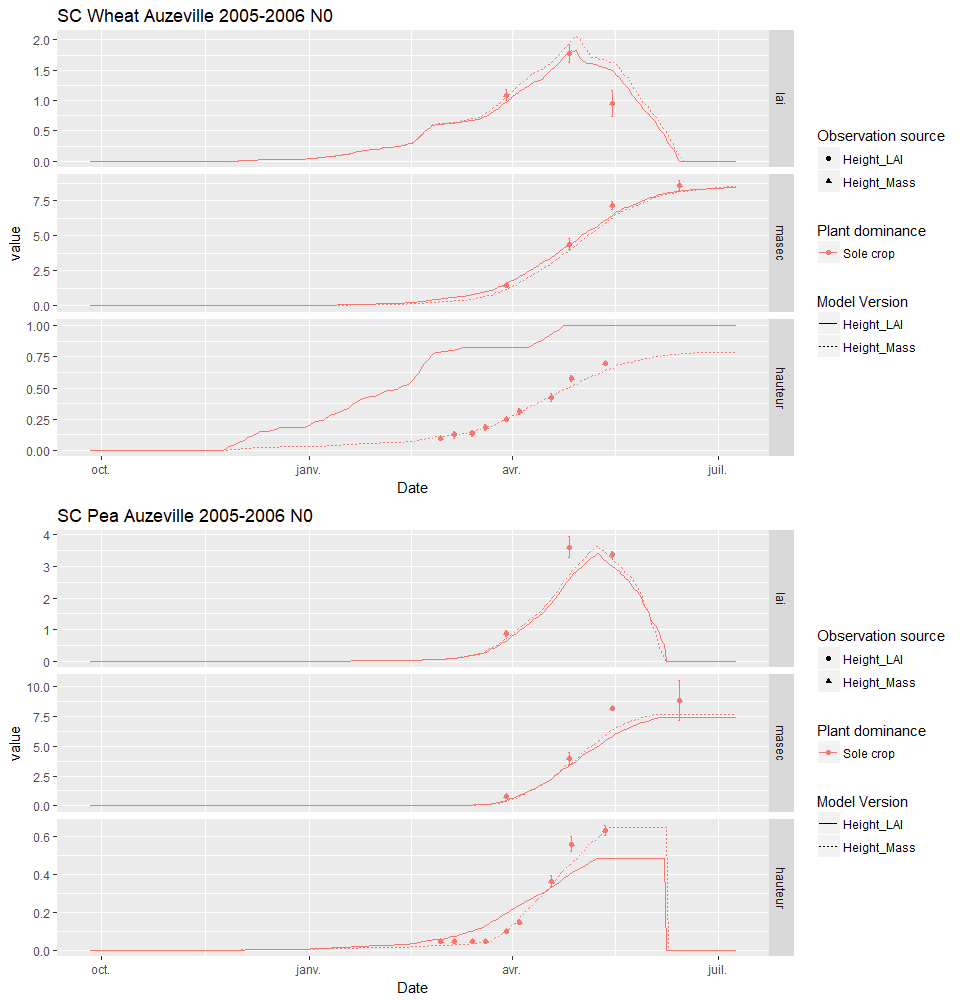 SC Wheat Auzeville 2005-2006 N0
2.0
1.5
1.0
0.5
0.0
lai
7.5
5.0
2.5
0.0
masec
value
1.00
0.75
0.50
0.25
0.00
hauteur
oct.
janv.
avr.
juil.
Date
Observation source
Height_LAI
Height_Mass
Plant dominance
Sole crop
Model Version
Height_LAI
Height_Mass
SC Pea Auzeville 2005-2006 N0
4
3
2
1
0
lai
10.0
7.5
5.0
2.5
0.0
masec
value
0.6
0.4
0.2
0.0
hauteur
oct.
janv.
avr.
juil.
Date
Observation source
Height_LAI
Height_Mass
Plant dominance
Sole crop
Model Version
Height_LAI
Height_Mass